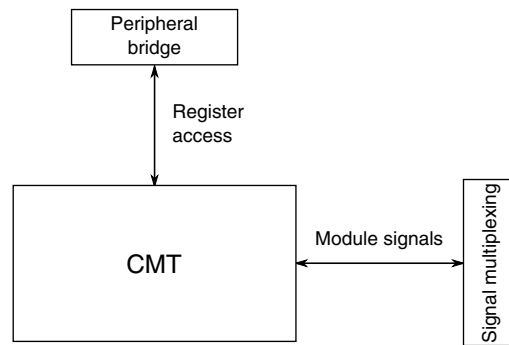 Peripheral
bridge
Register
access
CMT
Module signals
Signal multiplexing